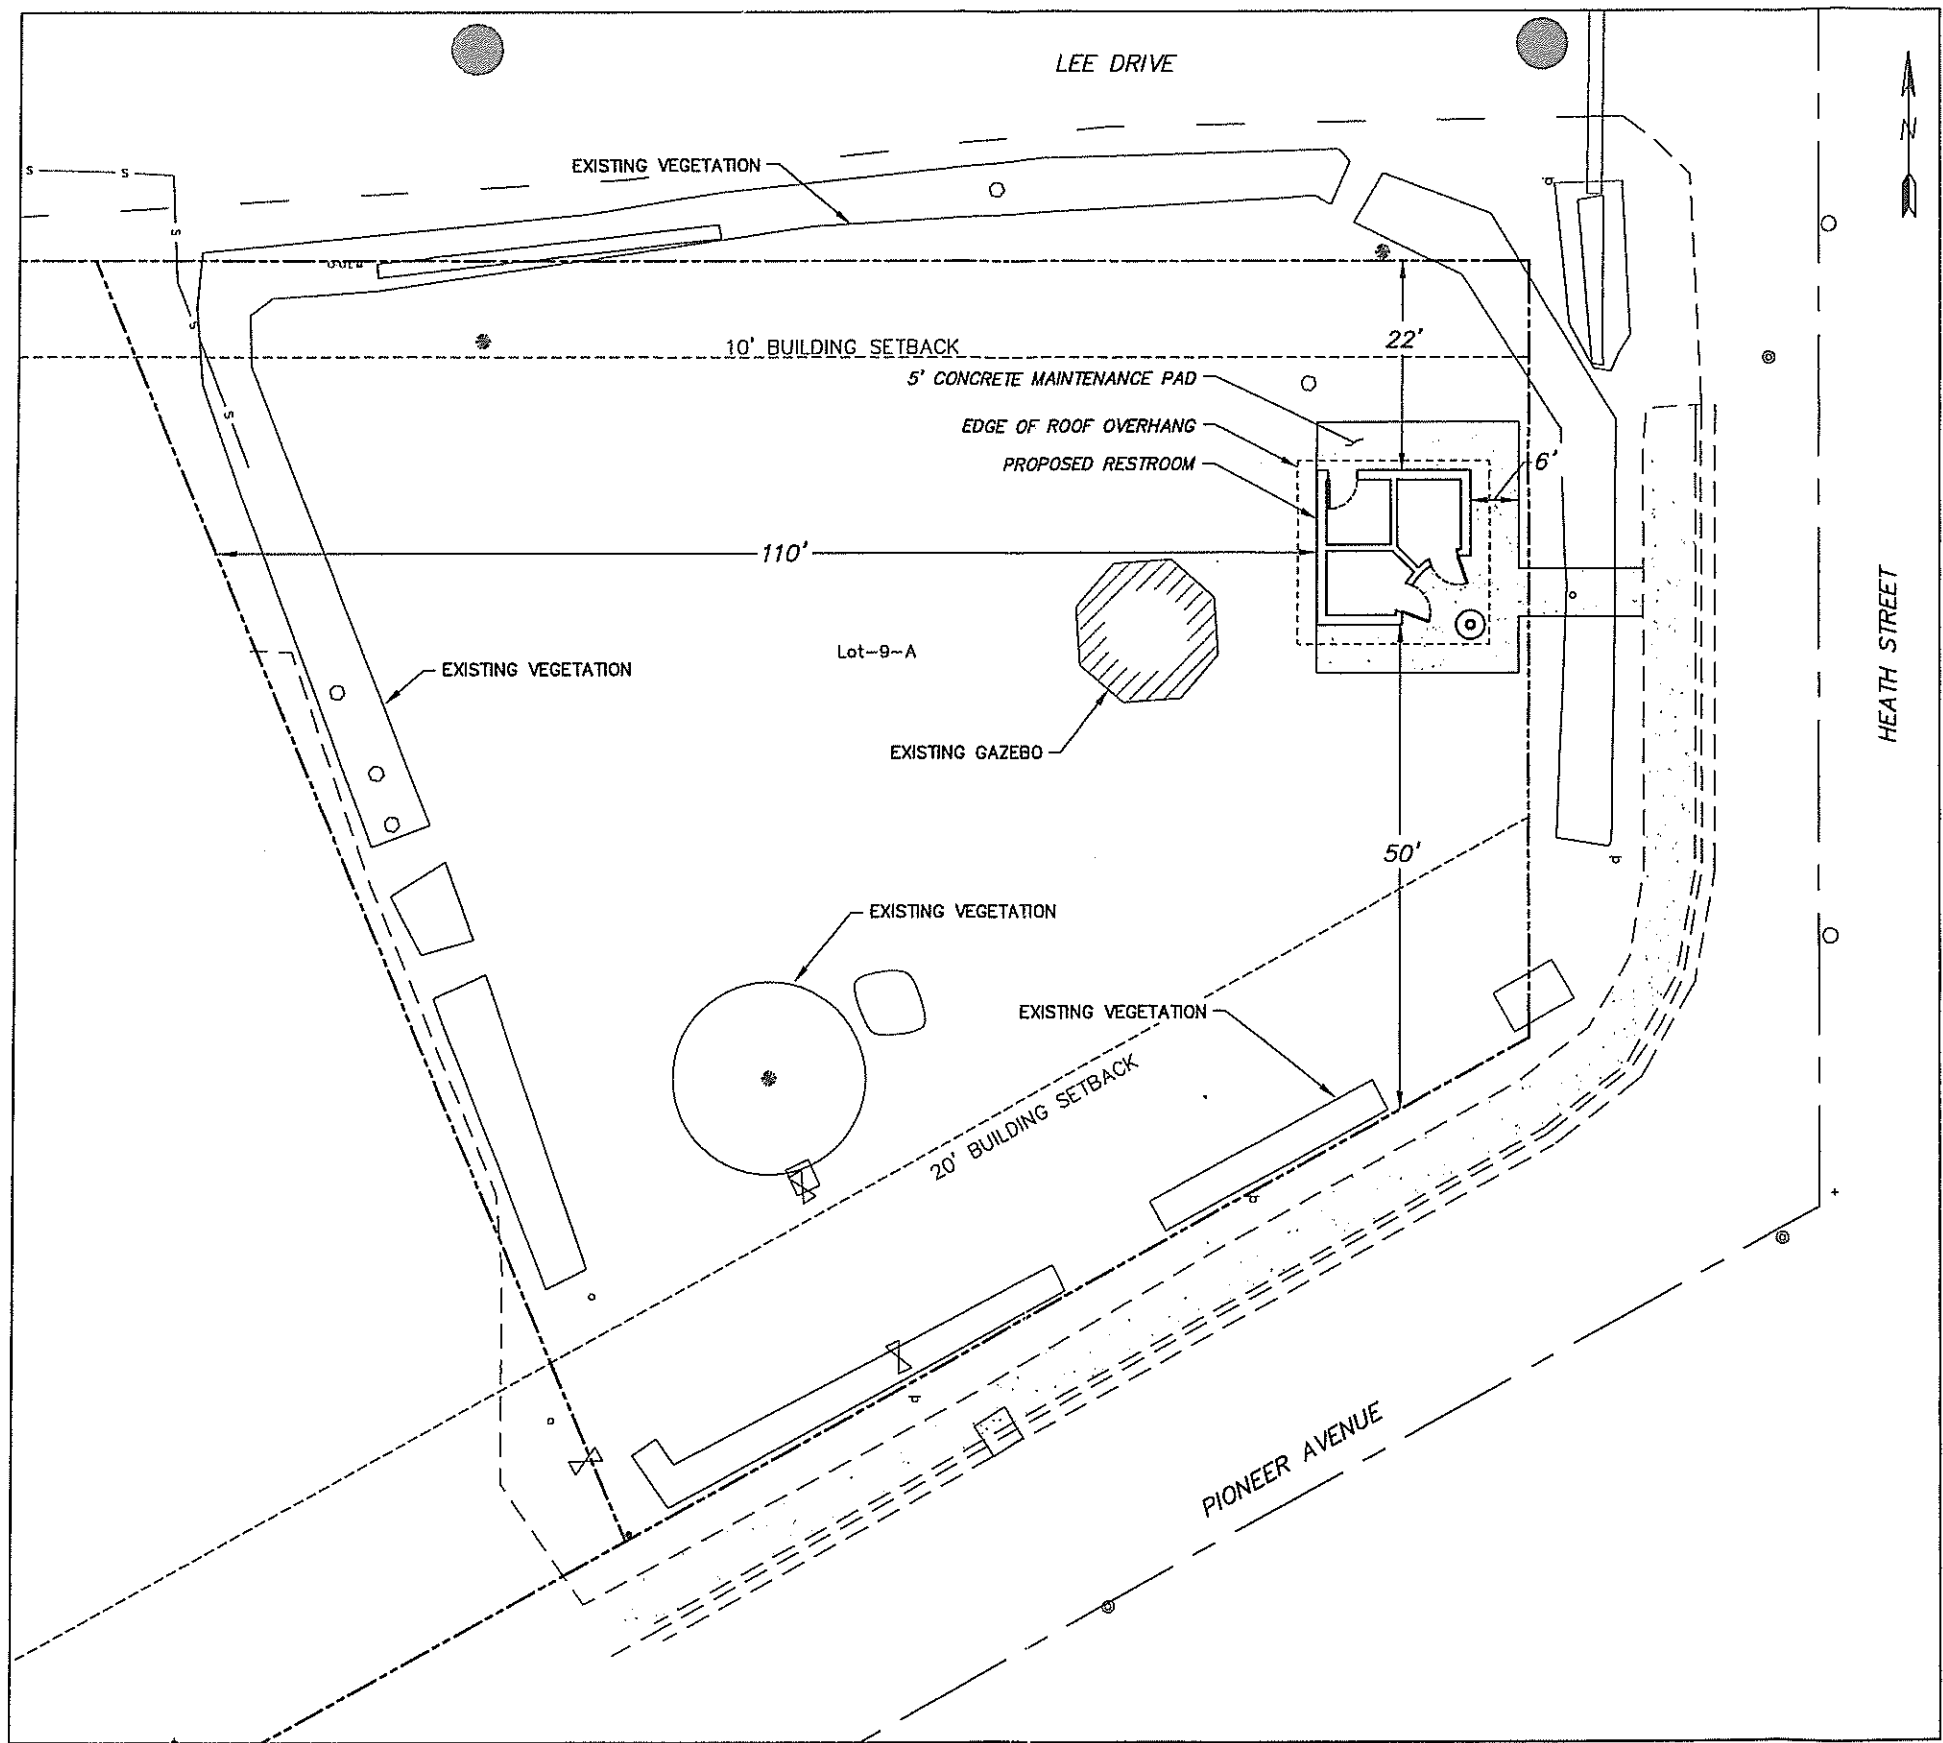 LEE DRIVE
N
EXISTING VEGETATION
S
S
S
S
S
10' BUILDING SETBACK
22'
5' CONCRETE MAINTENANCE PAD
EDGE OF ROOF OVERHANG
PROPOSED RESTROOM
6'
110'
HEATH STREET
Lot-9-A
EXISTING VEGETATION
EXISTING GAZEBO
50'
EXISTING VEGETATION
EXISTING VEGETATION
20' BUILDING SETBACK
PIONEER AVENUE